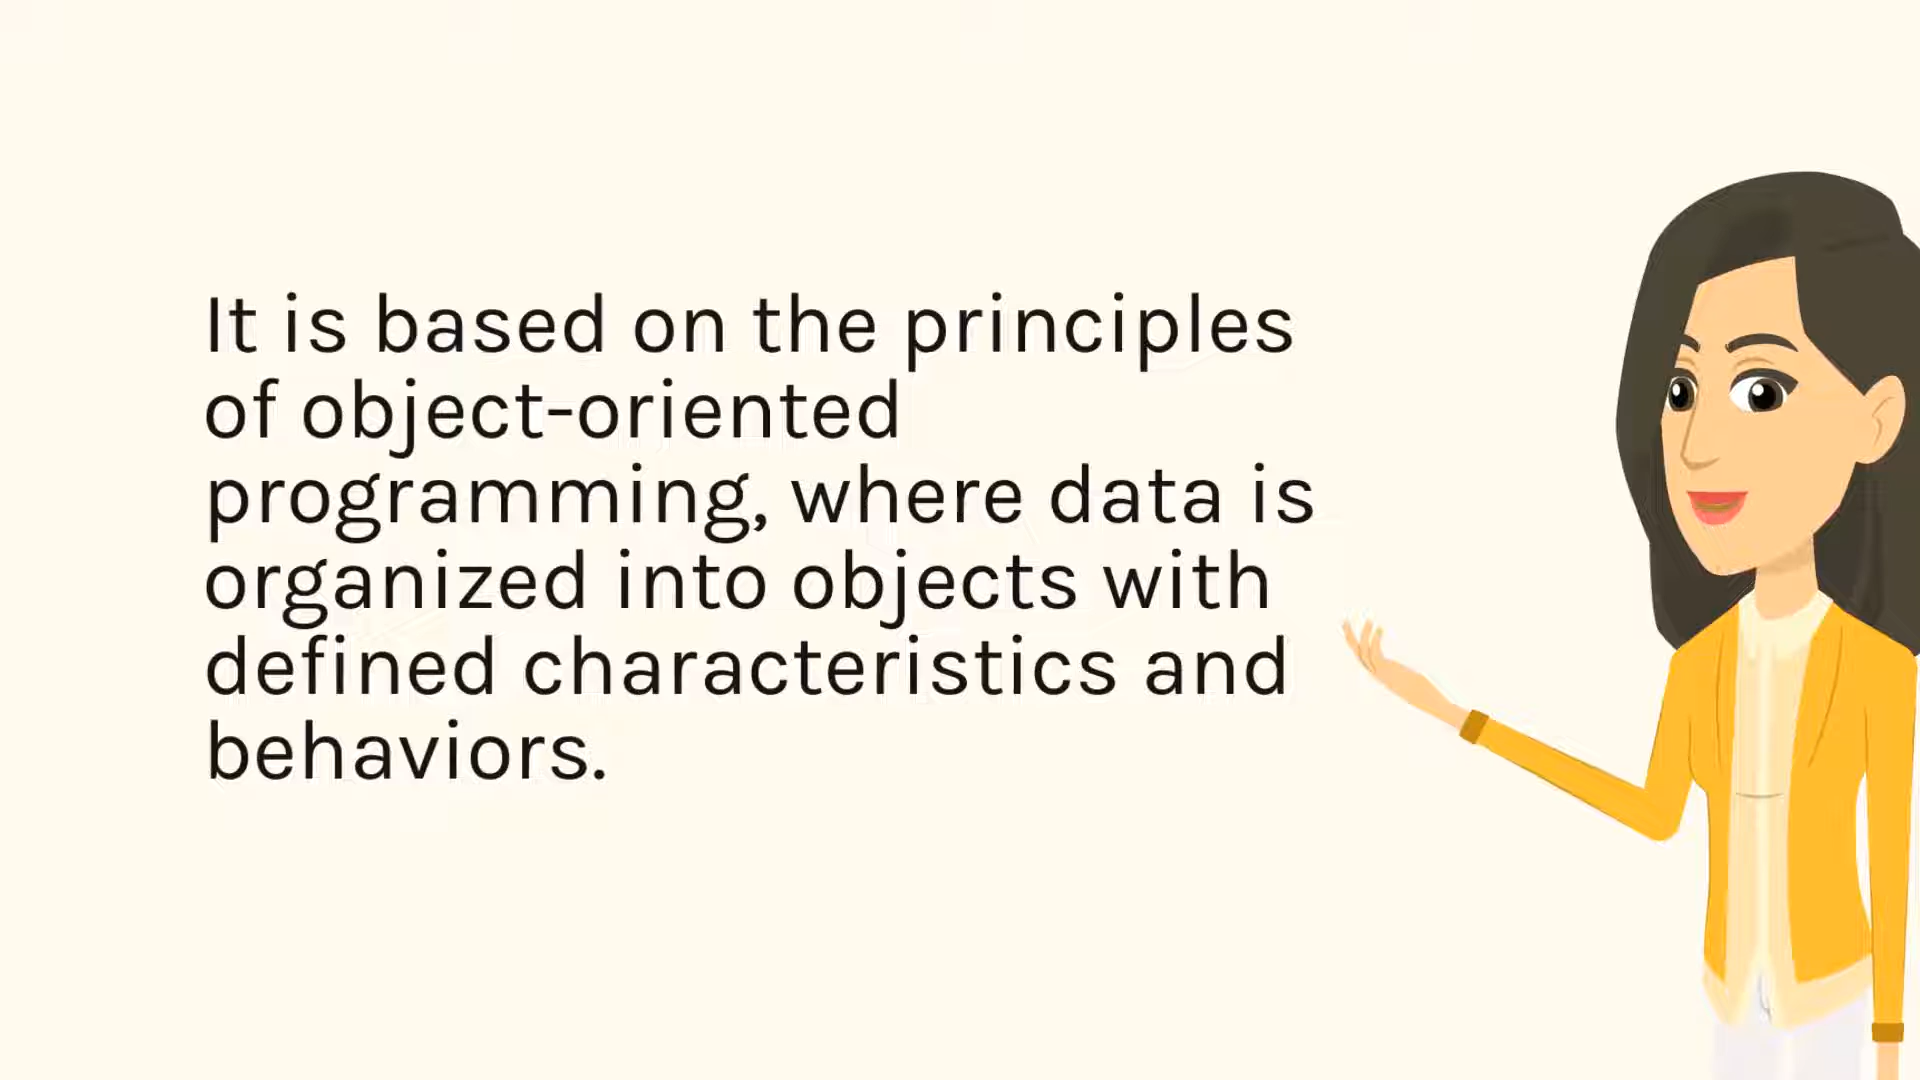 It is based on the principles
of object-oriented
programming, where data is
organized into objects with
defined characteristics and
behaviors.